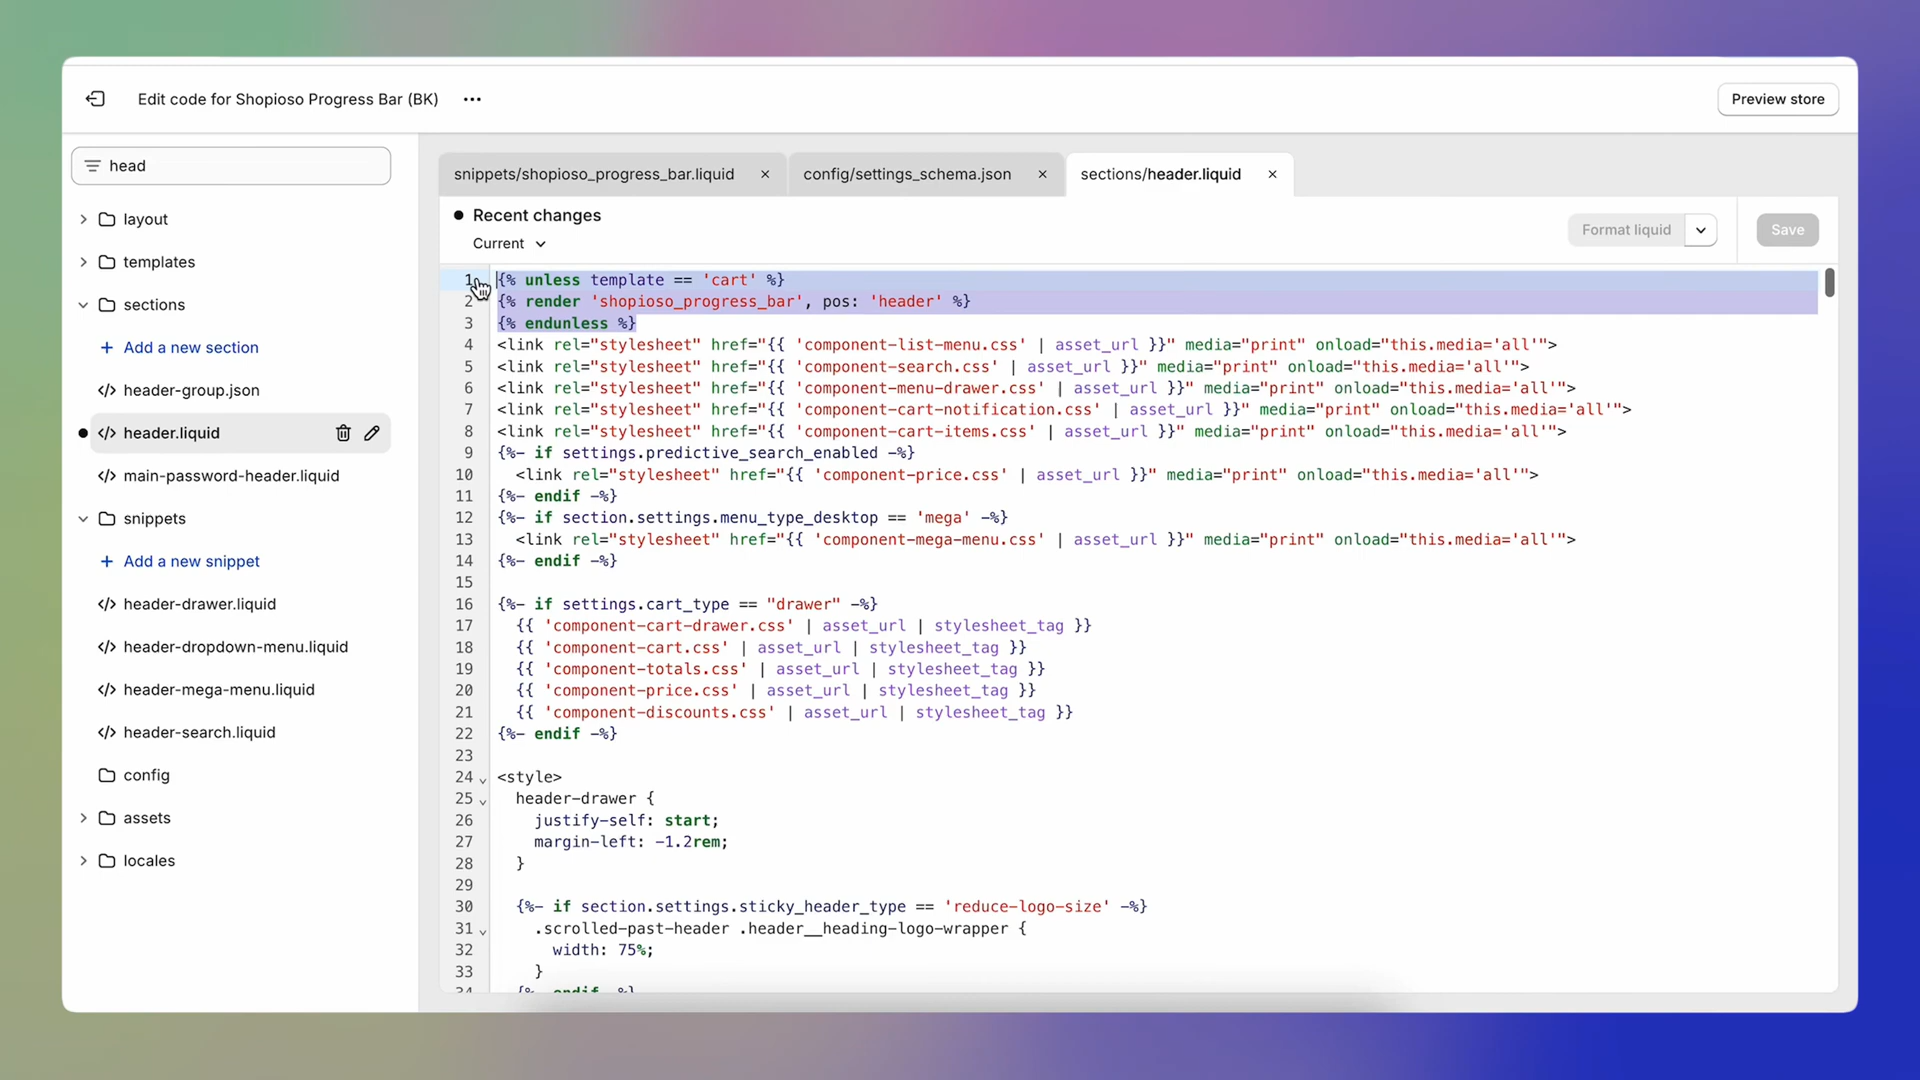 Edit code for Shopioso Progress Bar (BK) •••
Preview store
head
layout
templates
sections
+ Add a new section
</> header-group.json
</> header.liquid
</> main-password-header.liquid
snippets
+ Add a new snippet
</> header-drawer.liquid
</> header-dropdown-menu.liquid
</> header-mega-menu.liquid
</> header-search.liquid
config
assets
locales
snippets/shopioso_progress_bar.liquid ×
config/settings_schema.json ×
sections/header.liquid ×
Recent changes
Current
Format liquid
Save
1 {% unless template == 'cart' %}
2 {% render 'shopioso_progress_bar', pos: 'header' %}
3 {% endunless %}
4 <link rel="stylesheet" href="{{ 'component-list-menu.css' | asset_url }}" media="print" onload="this.media='all'">
5 <link rel="stylesheet" href="{{ 'component-search.css' | asset_url }}" media="print" onload="this.media='all'">
6 <link rel="stylesheet" href="{{ 'component-menu-drawer.css' | asset_url }}" media="print" onload="this.media='all'">
7 <link rel="stylesheet" href="{{ 'component-cart-notification.css' | asset_url }}" media="print" onload="this.media='all'">
8 <link rel="stylesheet" href="{{ 'component-cart-items.css' | asset_url }}" media="print" onload="this.media='all'">
9 {%- if settings.predictive_search_enabled -%}
10 <link rel="stylesheet" href="{{ 'component-price.css' | asset_url }}" media="print" onload="this.media='all'">
11 {%- endif -%}
12 {%- if section.settings.menu_type_desktop == 'mega' -%}
13 <link rel="stylesheet" href="{{ 'component-mega-menu.css' | asset_url }}" media="print" onload="this.media='all'">
14 {%- endif -%}
15
16 {%- if settings.cart_type == "drawer" -%}
17 {{ 'component-cart-drawer.css' | asset_url | stylesheet_tag }}
18 {{ 'component-cart.css' | asset_url | stylesheet_tag }}
19 {{ 'component-totals.css' | asset_url | stylesheet_tag }}
20 {{ 'component-price.css' | asset_url | stylesheet_tag }}
21 {{ 'component-discounts.css' | asset_url | stylesheet_tag }}
22 {%- endif -%}
23
24 <style>
25 header-drawer {
26 justify-self: start;
27 margin-left: -1.2rem;
28 }
29
30 {%- if section.settings.sticky_header_type == 'reduce-logo-size' -%}
31 .scrolled-past-header .header__heading-logo-wrapper {
32 width: 75%;
33 }
34 {%- endif -%}